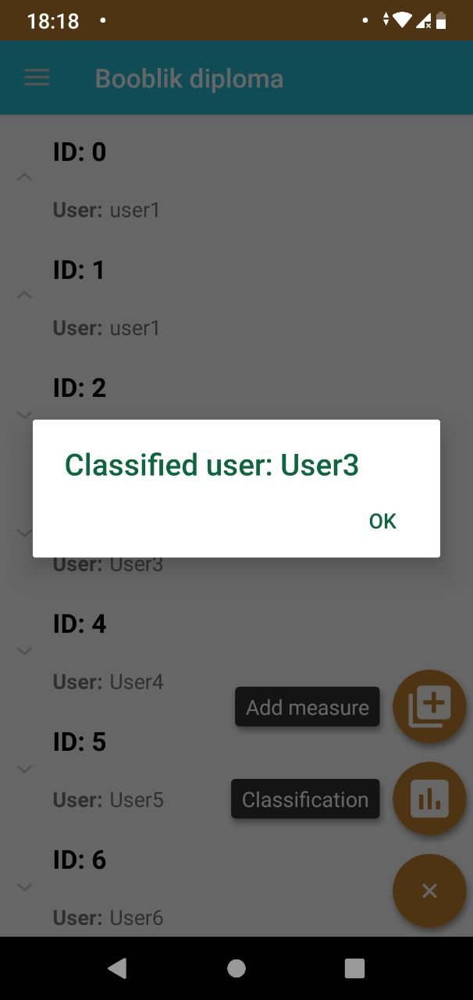 18:18
Booblik diploma
ID: 0
User: user1
ID: 1
User: user1
ID: 2
Classified user: User3
OK
User: User3
ID: 4
User: User4
Add measure
ID: 5
User: User5
Classification
ID: 6
User: User6